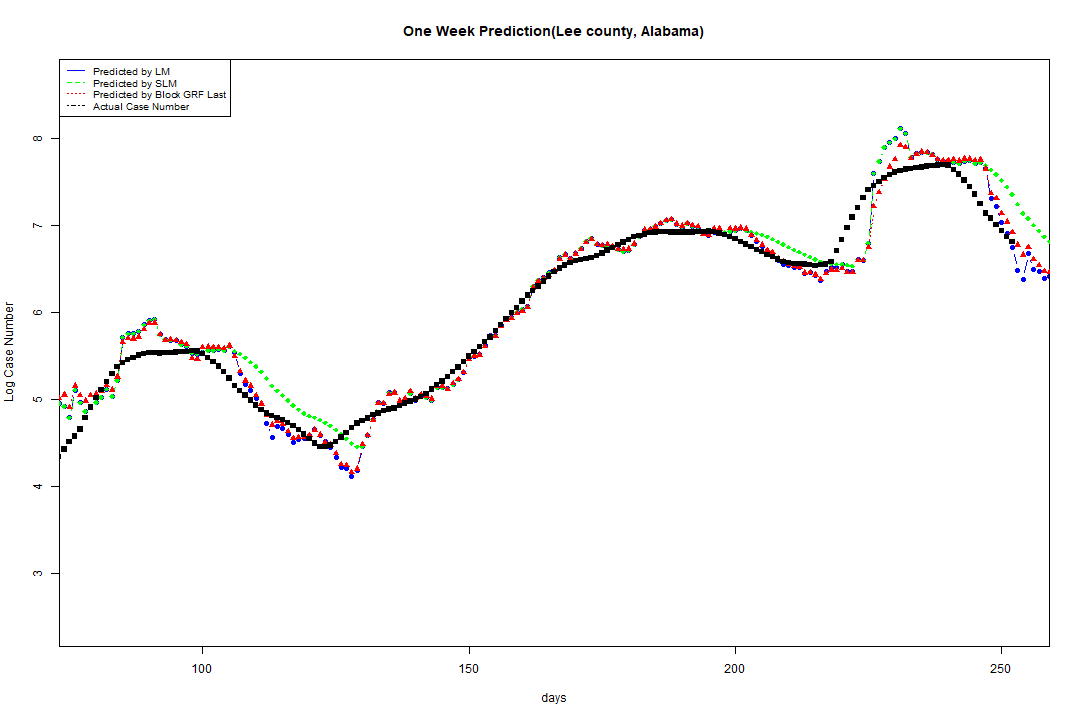 One Week Prediction(Lee county, Alabama)
Predicted by LM
Predicted by SLM
Predicted by Block GRF Last
Actual Case Number
Log Case Number
8
7
6
5
4
3
100
150
200
250
days